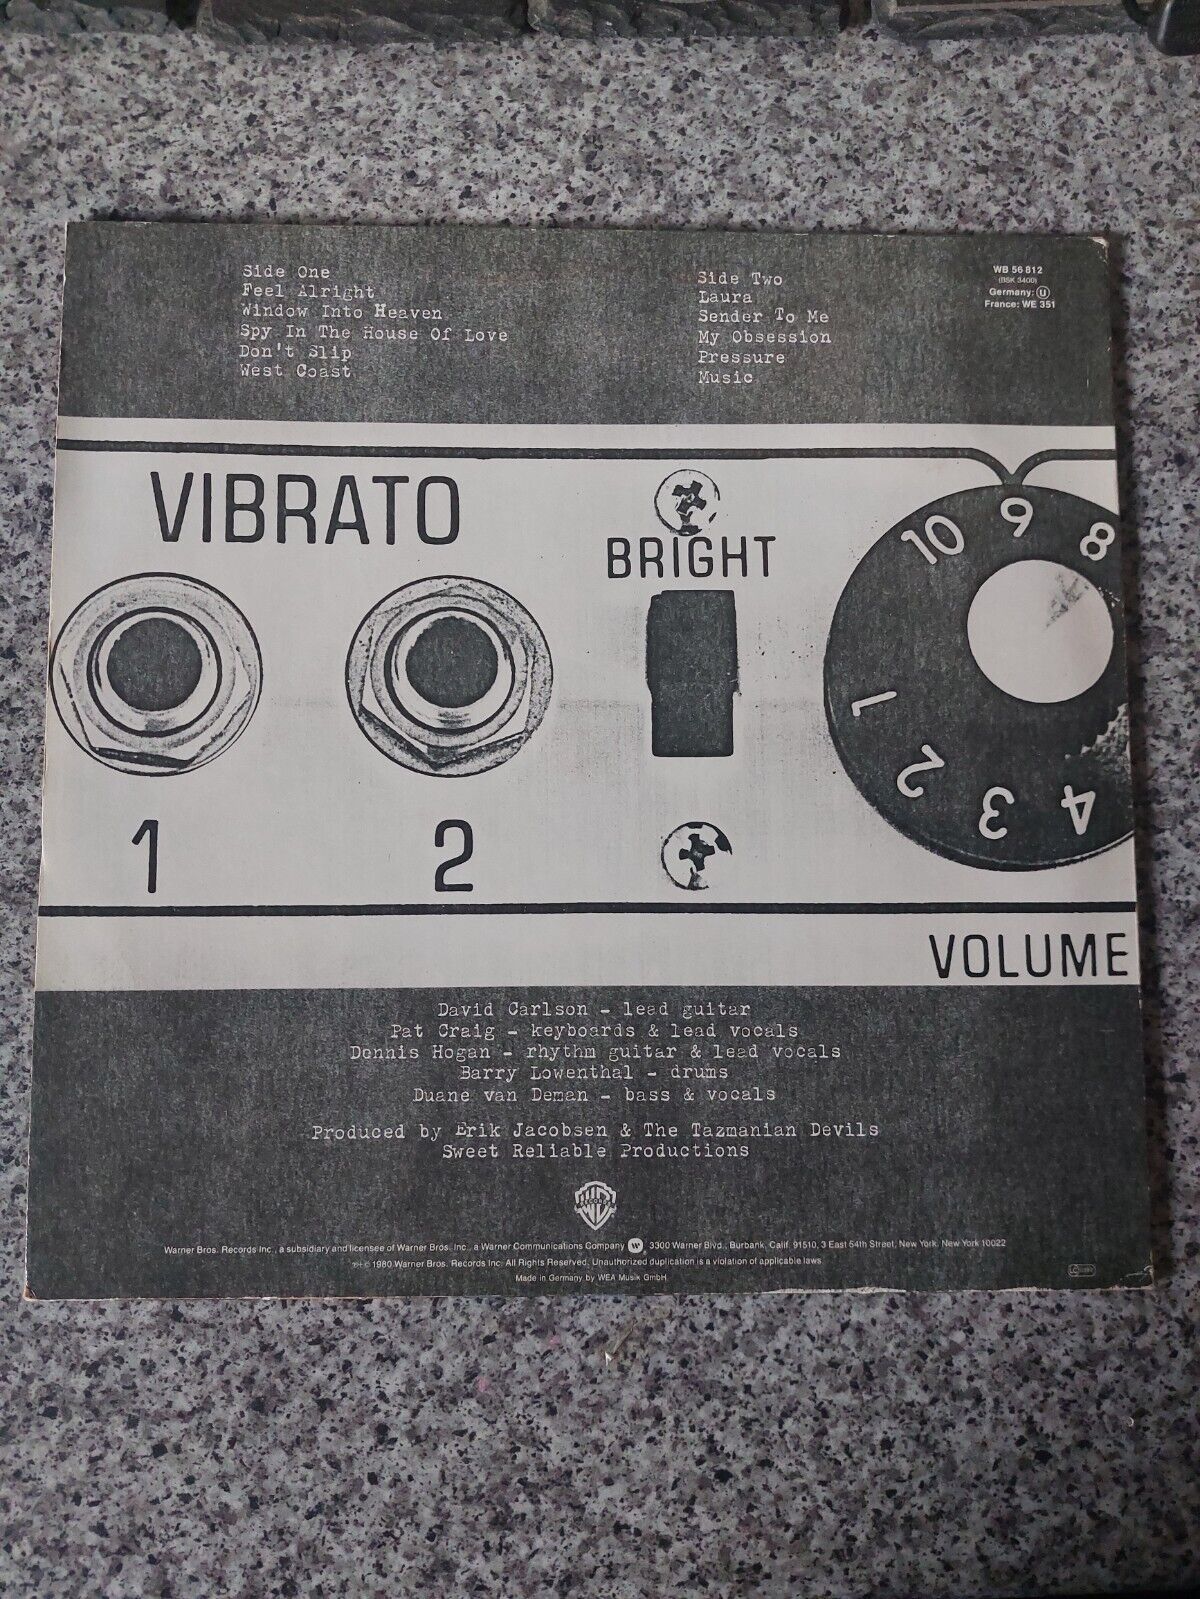 Side One
Feel Alright
Window Into Heaven
Spy In The House Of Love
Don't Slip
West Coast
Side Two
Laura
Sender To Me
My Obsession
Pressure
Music
WB 56 812
(BSK 3400)
Germany: U
France: WE 351
VIBRATO
BRIGHT
10 9 8
1 2 3 4
1 2
VOLUME
David Carlson - lead guitar
Pat Craig - keyboards & lead vocals
Dennis Hogan - rhythm guitar & lead vocals
Barry Lowenthal - drums
Duane van Deman - bass & vocals
Produced by Erik Jacobsen & The Tazmanian Devils
Sweet Reliable Productions
RECORDS
Warner Bros. Records Inc., a subsidiary and licensee of Warner Bros. Inc., a Warner Communications Company 3300 Warner Blvd., Burbank, Calif. 91510, 3 East 54th Street, New York, New York 10022
℗+© 1980 Warner Bros. Records Inc. All Rights Reserved. Unauthorized duplication is a violation of applicable laws
Made in Germany by WEA Musik GmbH
LC